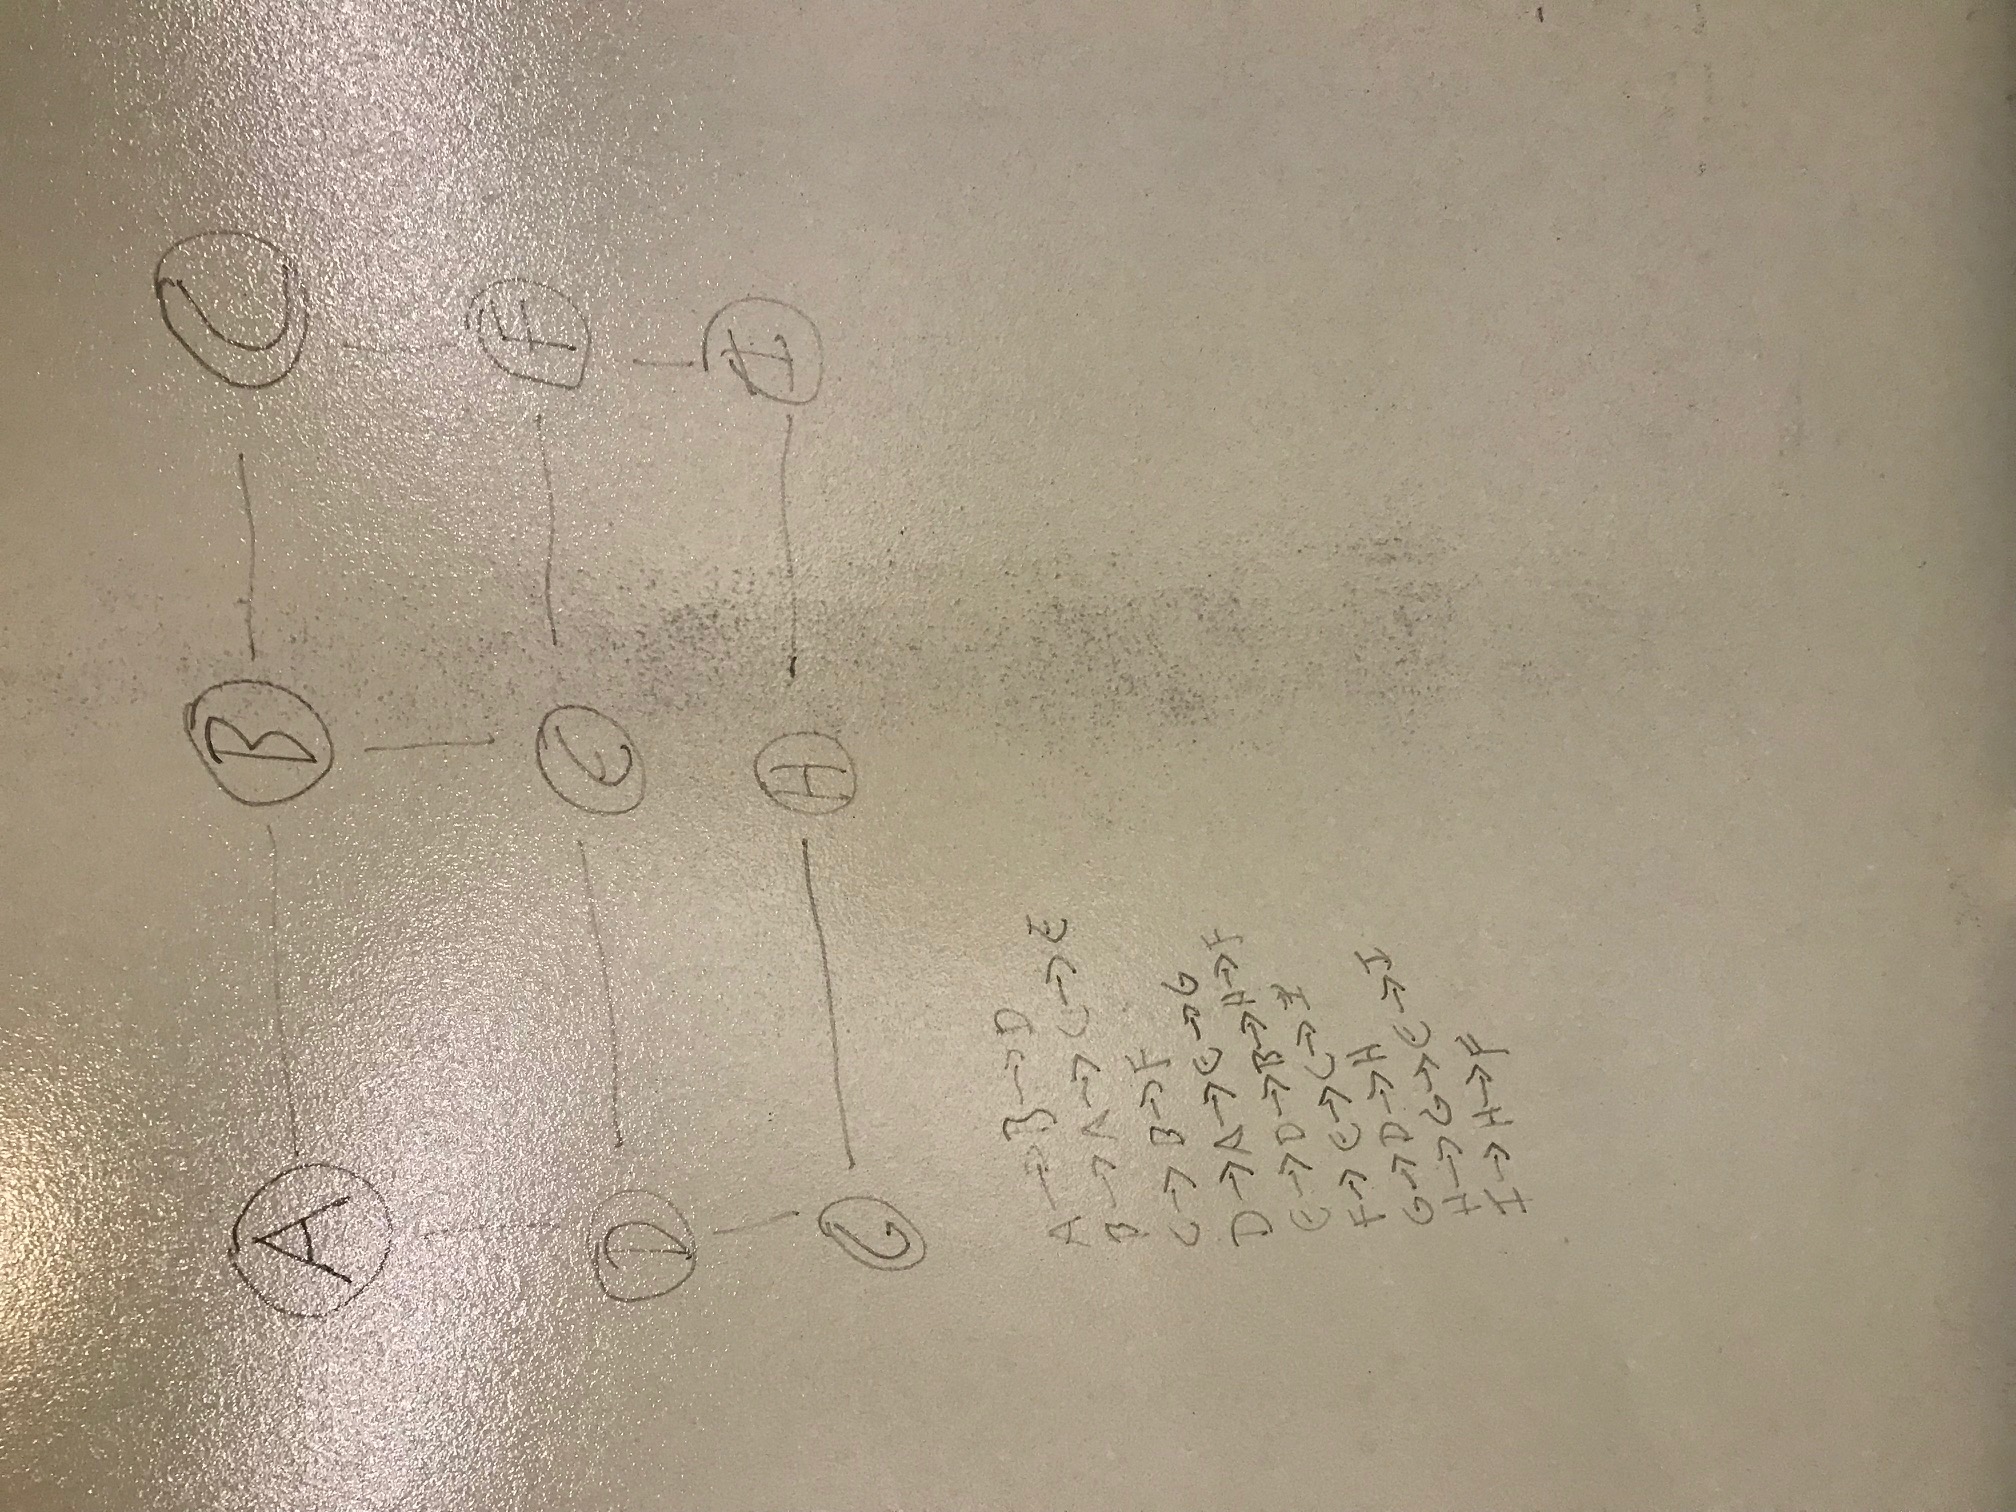 A B C
D E F
G H I
A → B → D
B → A → C → E
C → B → F
D → A → E → G
E → D → B → H → F
F → E → C → I
G → D → H
H → G → E → I
I → H → F